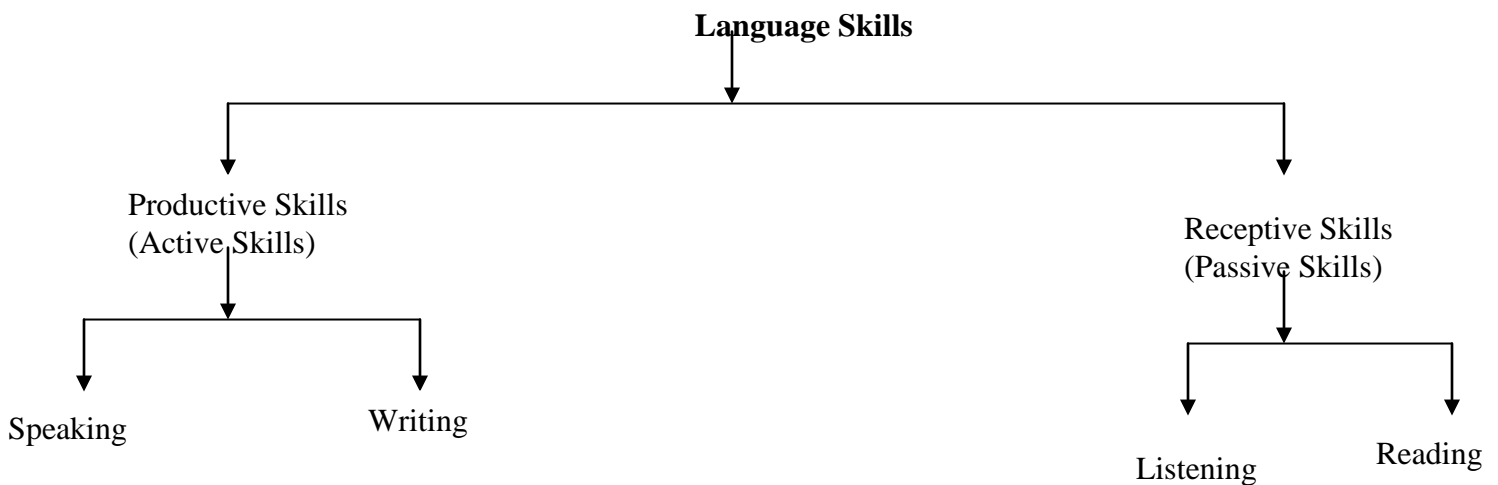 Language Skills
Productive Skills
(Active Skills)
Receptive Skills
(Passive Skills)
Speaking
Writing
Listening
Reading